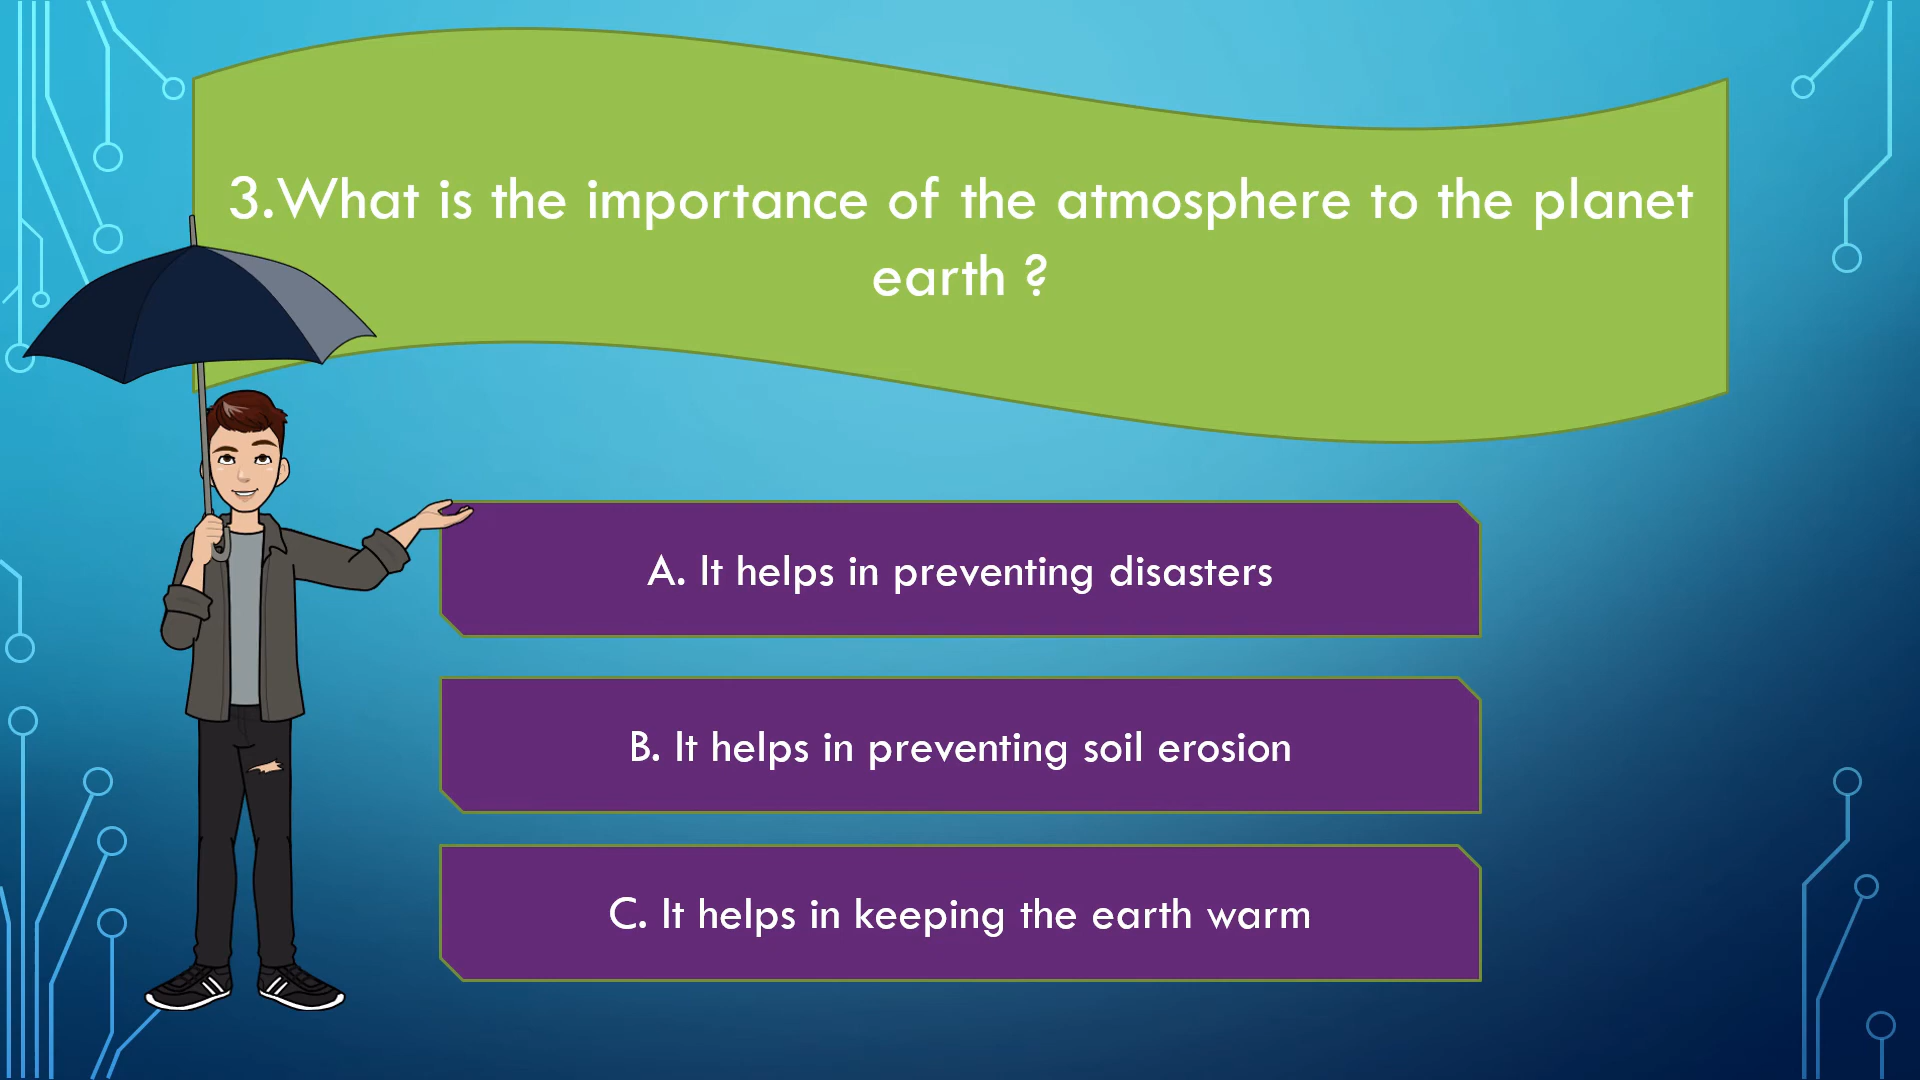 3.What is the importance of the atmosphere to the planet
earth ?
A. It helps in preventing disasters
B. It helps in preventing soil erosion
C. It helps in keeping the earth warm